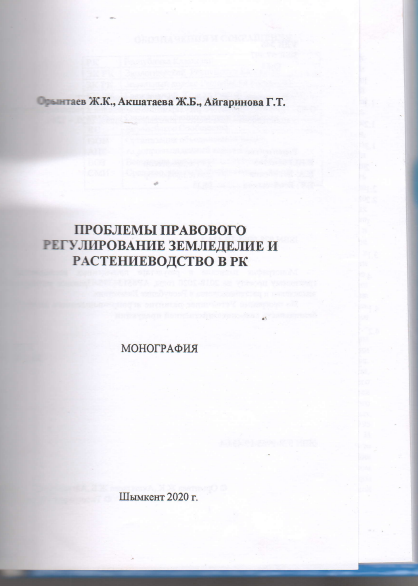 Орынтаев Ж.К., Акшатаева Ж.Б., Айгаринова Г.Т.
ПРОБЛЕМЫ ПРАВОВОГО
РЕГУЛИРОВАНИЕ ЗЕМЛЕДЕЛИЕ И
РАСТЕНИЕВОДСТВО В РК
МОНОГРАФИЯ
Шымкент 2020 г.